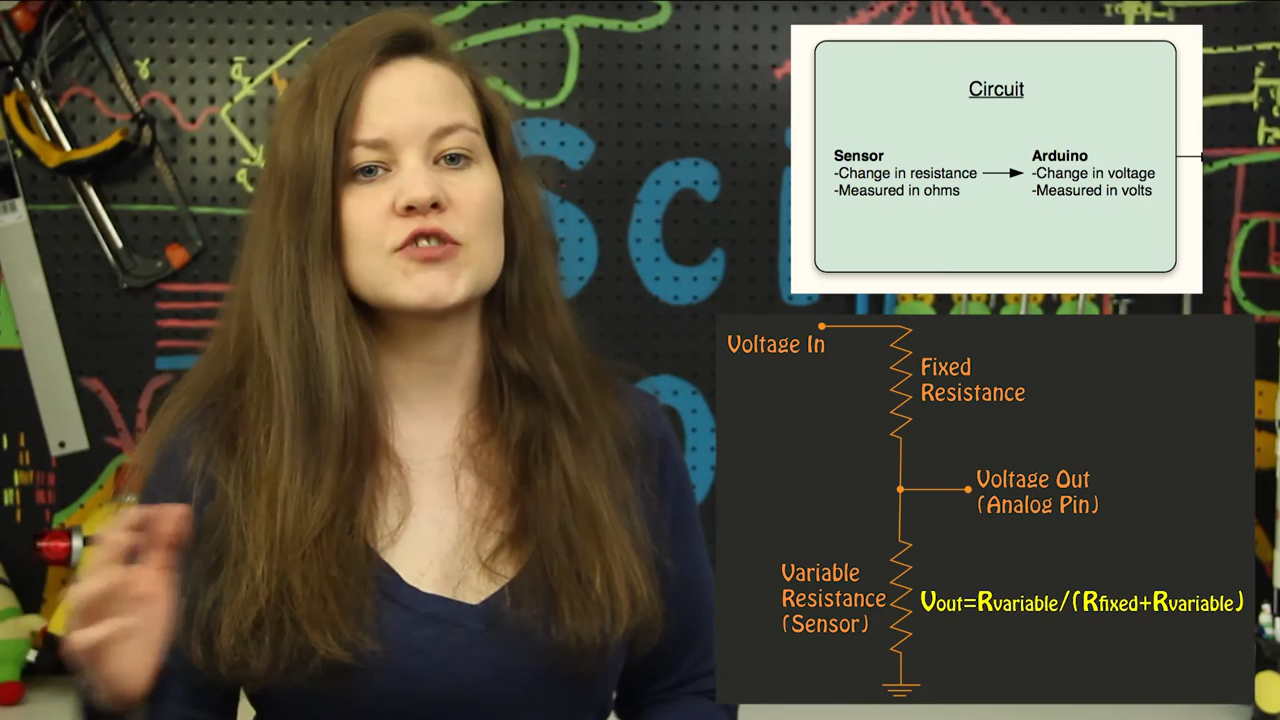 γ
q
q
Sci
Circuit
Sensor
-Change in resistance
-Measured in ohms
Arduino
-Change in voltage
-Measured in volts
Voltage In
Fixed
Resistance
Voltage Out
(Analog Pin)
Variable
Resistance
(Sensor)
Vout=Rvariable/(Rfixed+Rvariable)